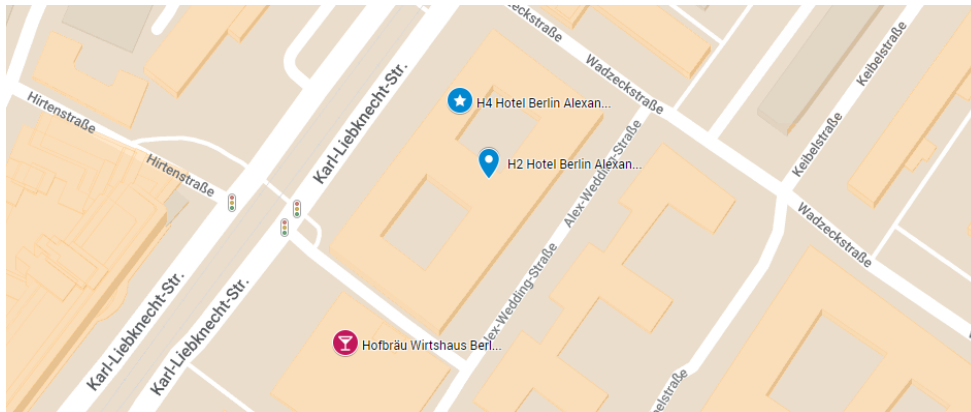 Wadzeckstraße
Keibelstraße
Karl-Liebknecht-Str.
Hirtenstraße
H4 Hotel Berlin Alexan...
Keibelstraße
Alex-Wedding-Straße
Hirtenstraße
H2 Hotel Berlin Alexan...
Wadzeckstraße
Karl-Liebknecht-Str.
Karl-Liebknecht-Str.
Alex-Wedding-Straße
Hofbräu Wirtshaus Berl...